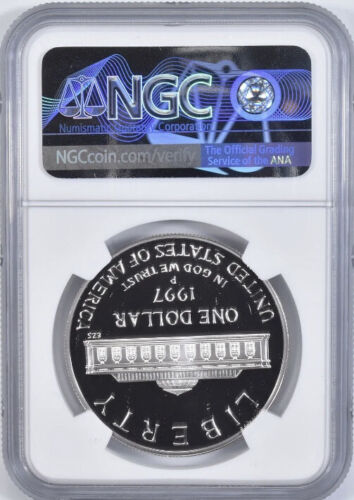 NGC
Numismatic Guaranty Corporation
NGCcoin.com/verify
The Official Grading
Service of the ANA
LIBERTY
EZS
ONE DOLLAR
1997
P
IN GOD WE TRUST
UNITED STATES OF AMERICA